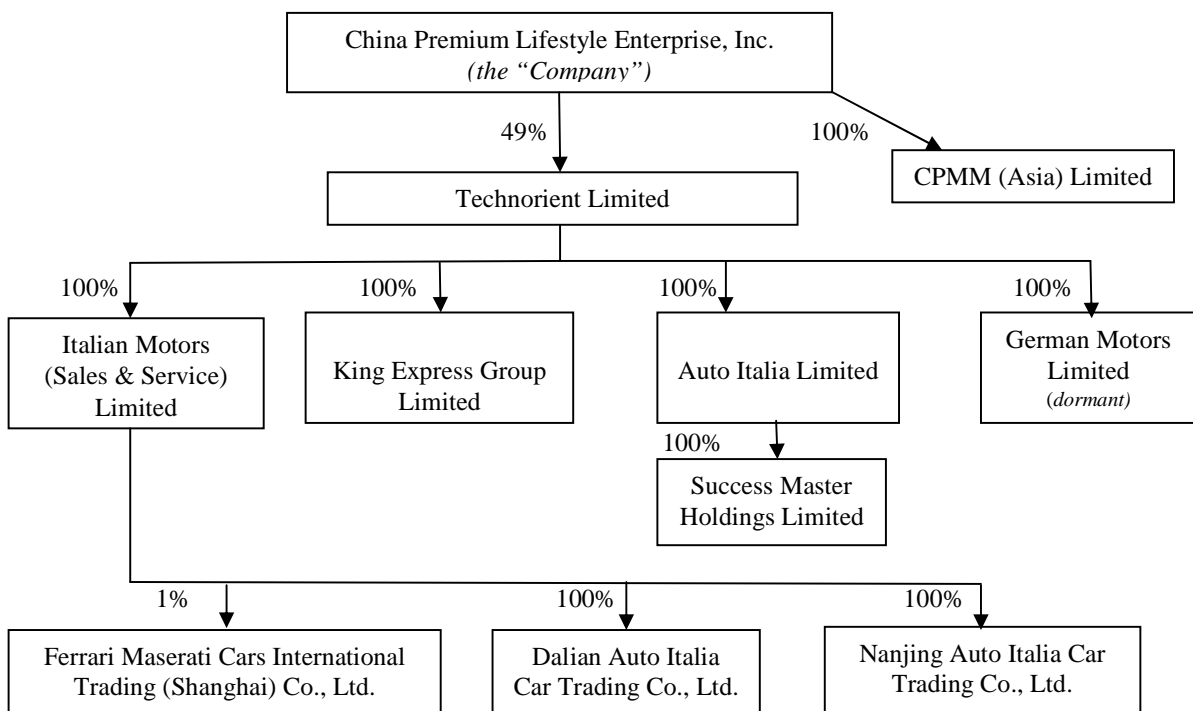 China Premium Lifestyle Enterprise, Inc.
(the “Company”)
49%
100%
CPMM (Asia) Limited
Technorient Limited
100%
100%
100%
100%
Italian Motors
(Sales & Service)
Limited
King Express Group
Limited
Auto Italia Limited
German Motors
Limited
(dormant)
100%
Success Master
Holdings Limited
1%
100%
100%
Ferrari Maserati Cars International
Trading (Shanghai) Co., Ltd.
Dalian Auto Italia
Car Trading Co., Ltd.
Nanjing Auto Italia Car
Trading Co., Ltd.